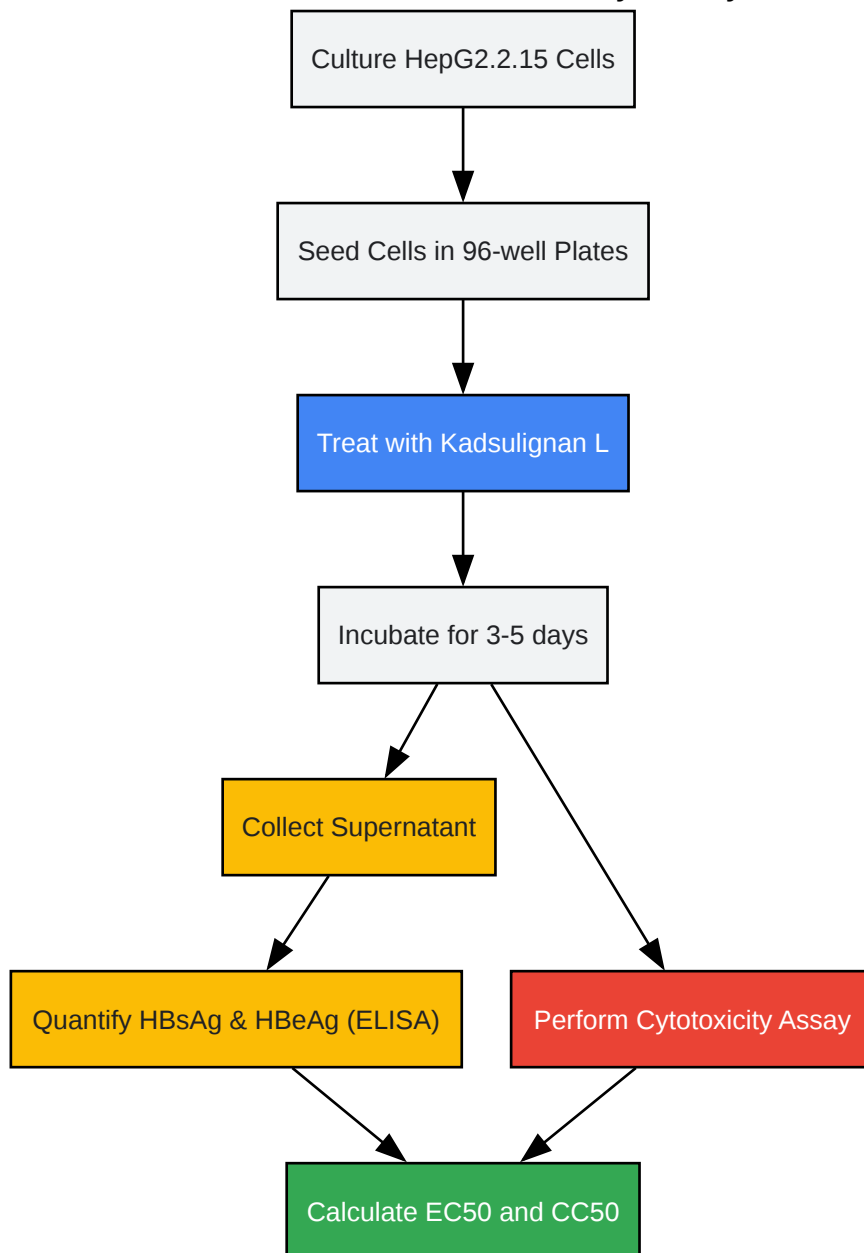 Culture HepG2.2.15 Cells
Seed Cells in 96-well Plates
Treat with Kadsulignan L
Incubate for 3-5 days
Collect Supernatant
Quantify HBsAg & HBeAg (ELISA)
Perform Cytotoxicity Assay
Calculate EC50 and CC50